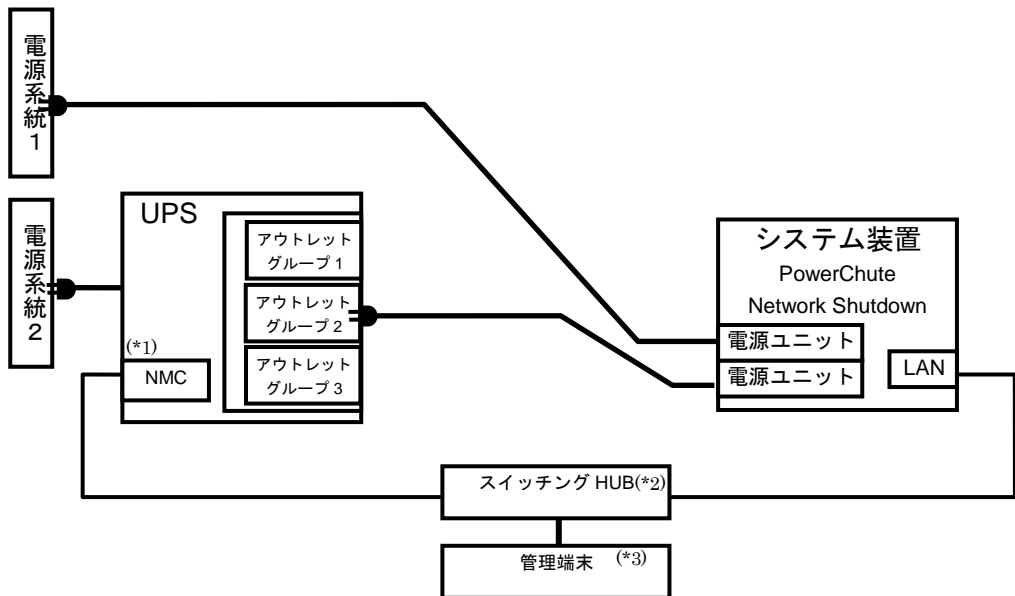 電源系統1
電源系統2
UPS
アウトレット
グループ 1
アウトレット
グループ 2
アウトレット
グループ 3
(*1)
NMC
システム装置
PowerChute
Network Shutdown
電源ユニット
電源ユニット
LAN
スイッチング HUB(*2)
管理端末 (*3)